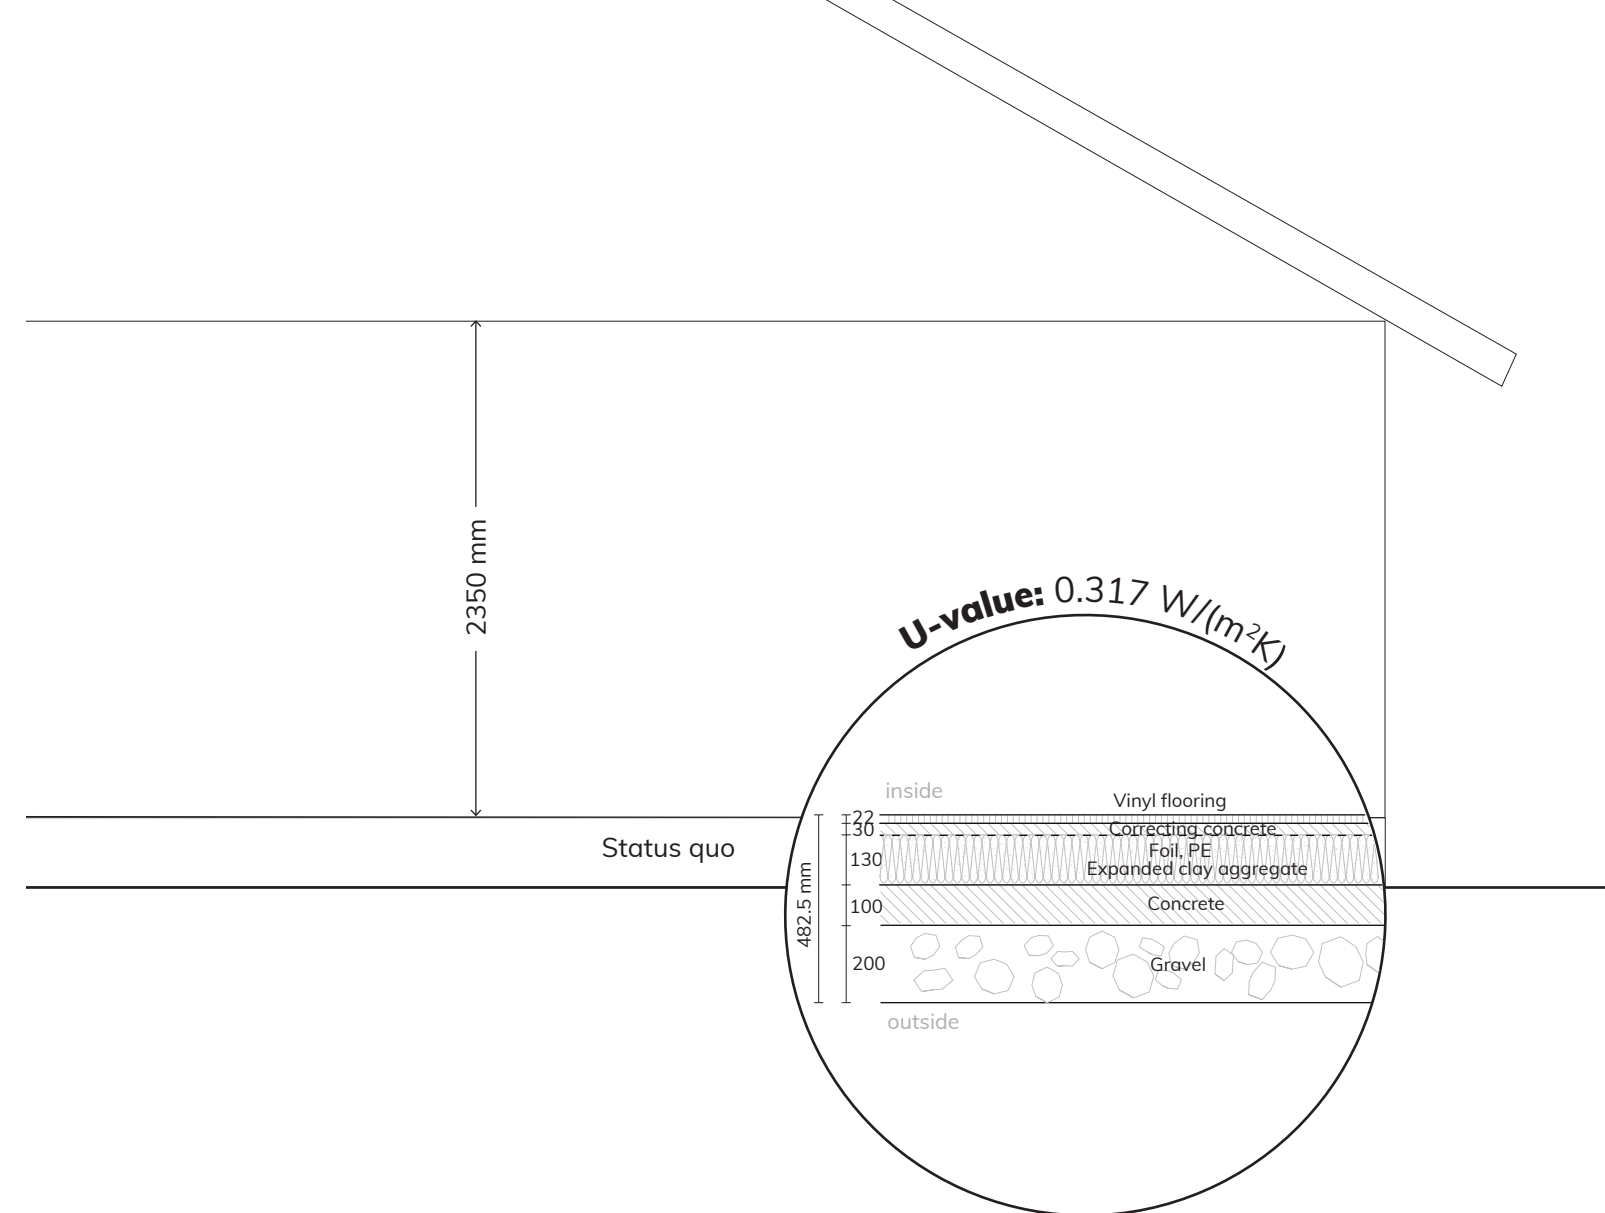 2350 mm
U-value: 0.317 W/(m²K)
inside
Vinyl flooring
22
Correcting concrete
30
Foil, PE
130
Expanded clay aggregate
Status quo
482.5 mm
100
Concrete
200
Gravel
outside